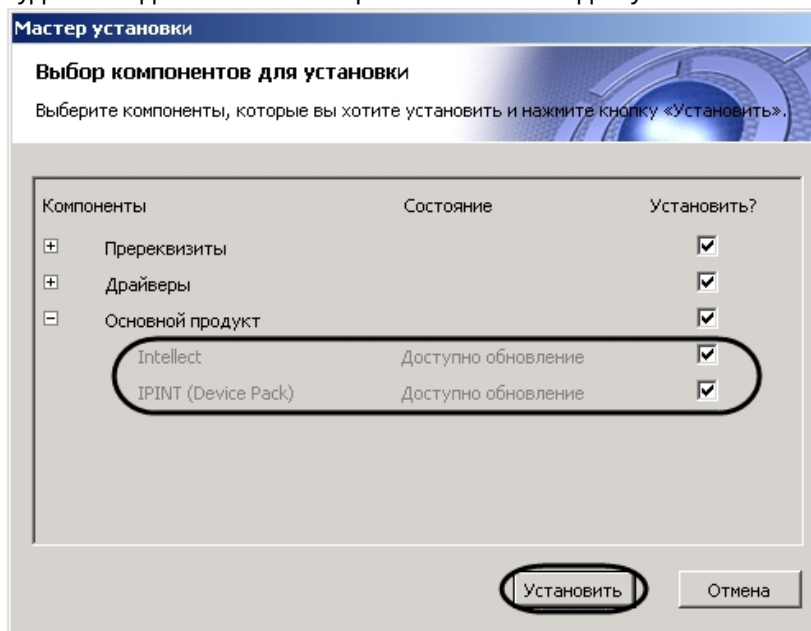 Мастер установки
Выбор компонентов для установки
Выберите компоненты, которые вы хотите установить и нажмите кнопку «Установить».
Компоненты Состояние Установить?
Пререквизиты
Драйверы
Основной продукт
Intellect Доступно обновление
IPINT (Device Pack) Доступно обновление
Установить Отмена